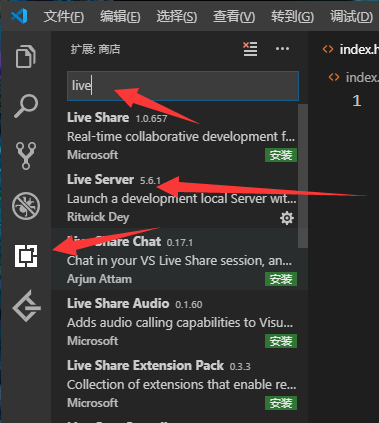 文件(F) 编辑(E) 选择(S) 查看(V) 转到(G) 调试(D)
扩展: 商店
index.h
live
index.
1
Live Share 1.0.657
Real-time collaborative development f...
Microsoft 安装
Live Server 5.6.1
Launch a development local Server wit...
Ritwick Dey
Live Share Chat 0.17.1
Chat in your VS Live Share session, an...
Arjun Attam 安装
Live Share Audio 0.1.60
Adds audio calling capabilities to Visu...
Microsoft 安装
Live Share Extension Pack 0.3.3
Collection of extensions that enable re...
Microsoft 安装